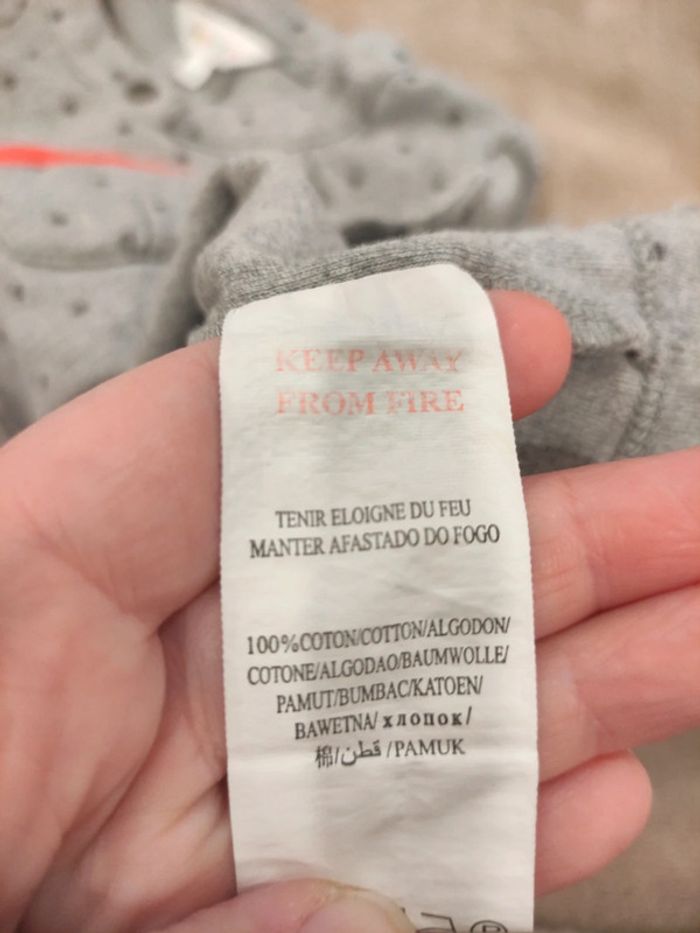 KEEP AWAY
FROM FIRE
TENIR ELOIGNE DU FEU
MANTER AFASTADO DO FOGO
100%COTON/COTTON/ALGODON/
COTONE/ALGODAO/BAUMWOLLE/
PAMUT/BUMBAC/KATOEN/
BAWETNA/хлопок/
棉/قطن/PAMUK
®